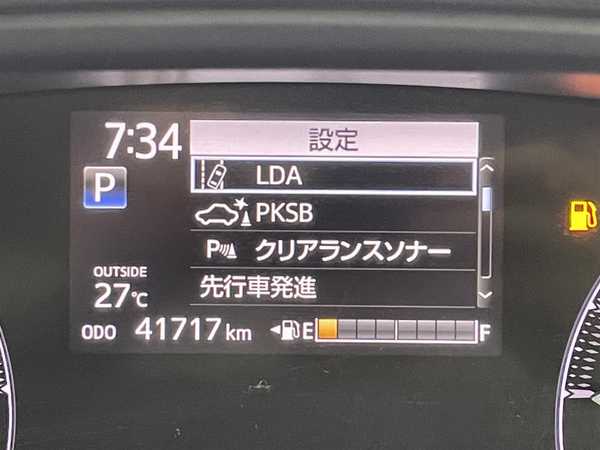 7:34
設定
LDA
P
PKSB
P クリアランスソナー
OUTSIDE
先行車発進
27℃
ODO 41717 km E F